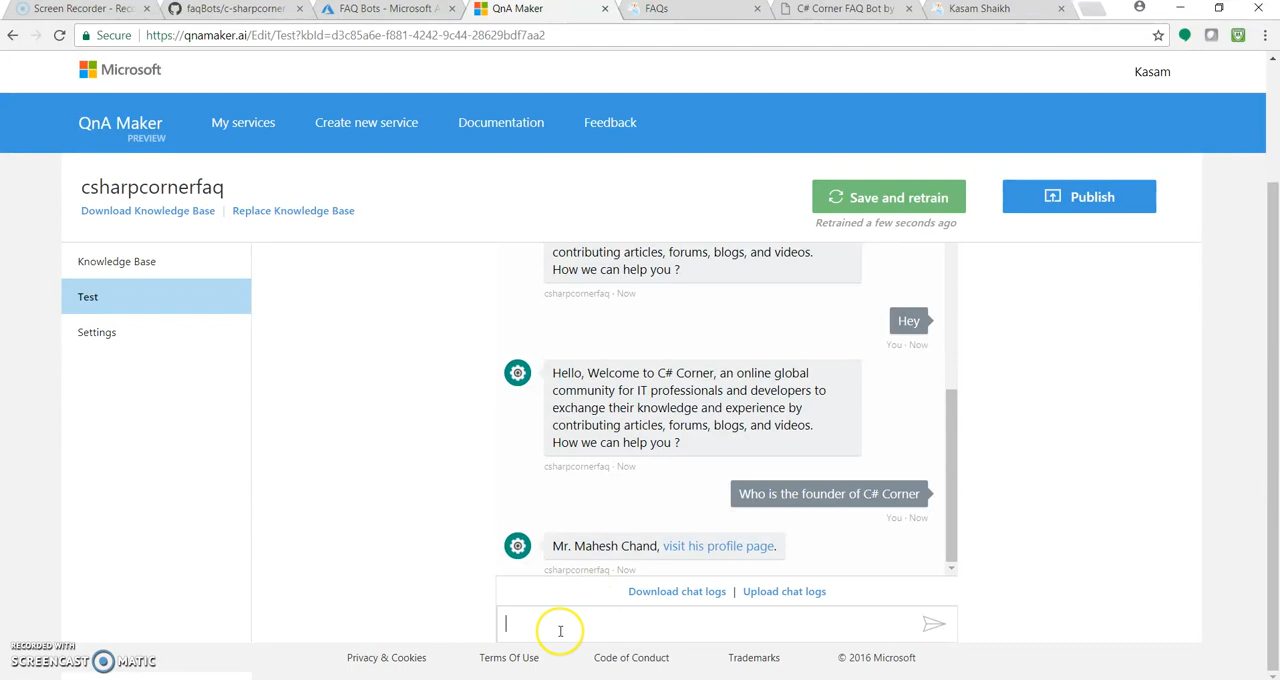 Screen Recorder - Rec
faqBots/c-sharpcorner
FAQ Bots - Microsoft A
QnA Maker
FAQs
C# Corner FAQ Bot by
Kasam Shaikh
Secure
https://qnamaker.ai/Edit/Test?kbId=d3c85a6e-f881-4242-9c44-28629bdf7aa2
Microsoft
Kasam
QnA Maker
PREVIEW
My services
Create new service
Documentation
Feedback
csharpcornerfaq
Download Knowledge Base | Replace Knowledge Base
Save and retrain
Retrained a few seconds ago
Publish
Knowledge Base
Test
Settings
contributing articles, forums, blogs, and videos.
How we can help you ?
csharpcornerfaq - Now
Hey
You - Now
Hello, Welcome to C# Corner, an online global
community for IT professionals and developers to
exchange their knowledge and experience by
contributing articles, forums, blogs, and videos.
How we can help you ?
csharpcornerfaq - Now
Who is the founder of C# Corner
You - Now
Mr. Mahesh Chand, visit his profile page.
csharpcornerfaq - Now
Download chat logs | Upload chat logs
RECORDED WITH
SCREENCAST MATIC
Privacy & Cookies
Terms Of Use
Code of Conduct
Trademarks
© 2016 Microsoft